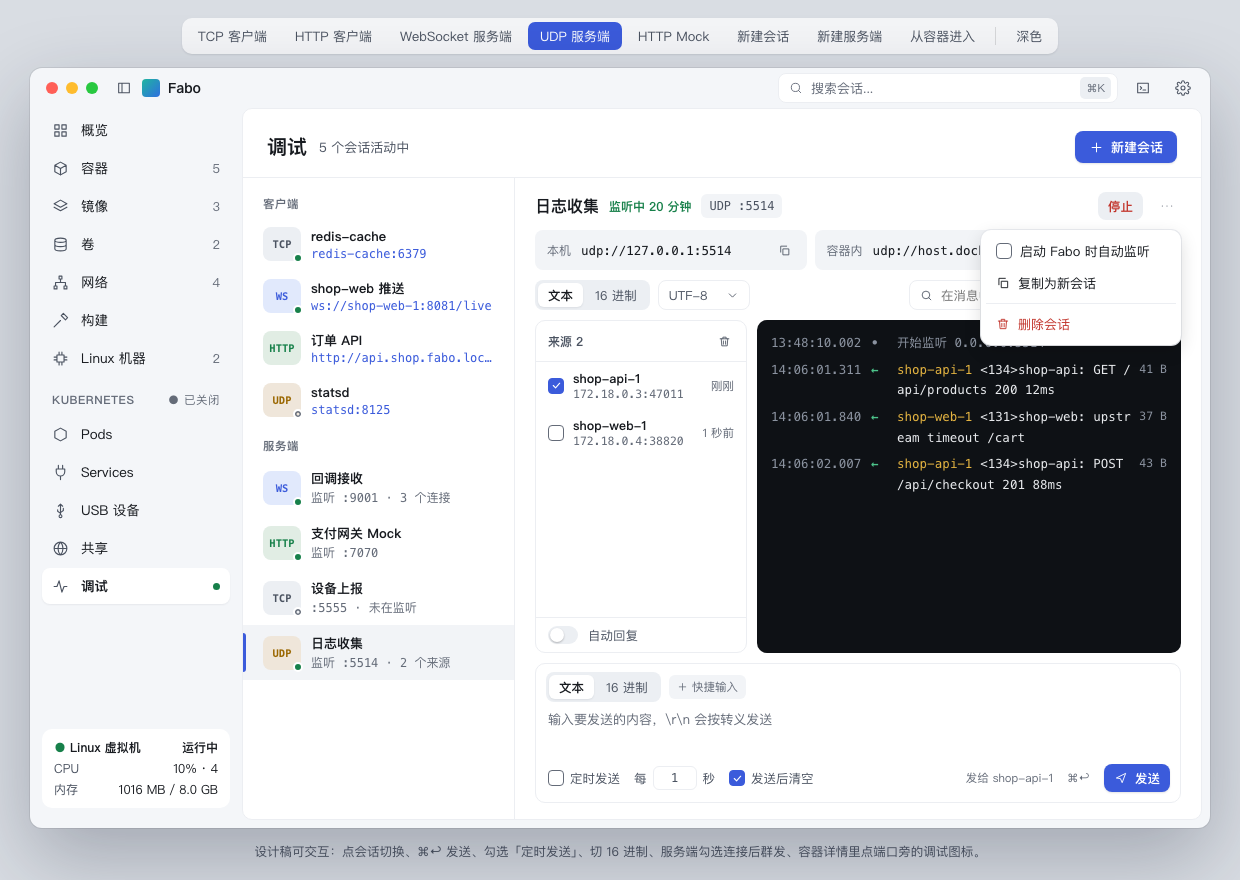 TCP 客户端 HTTP 客户端 WebSocket 服务端 UDP 服务端 HTTP Mock 新建会话 新建服务端 从容器进入 深色
Fabo
搜索会话... ⌘K
概览
容器 5
镜像 3
卷 2
网络 4
构建
Linux 机器 2
KUBERNETES 已关闭
Pods
Services
USB 设备
共享
调试
Linux 虚拟机 运行中
CPU 10% · 4
内存 1016 MB / 8.0 GB
调试 5 个会话活动中
新建会话
客户端
TCP redis-cache
redis-cache:6379
WS shop-web 推送
ws://shop-web-1:8081/live
HTTP 订单 API
http://api.shop.fabo.loc…
UDP statsd
statsd:8125
服务端
WS 回调接收
监听 :9001 · 3 个连接
HTTP 支付网关 Mock
监听 :7070
TCP 设备上报
:5555 · 未在监听
UDP 日志收集
监听 :5514 · 2 个来源
日志收集 监听中 20 分钟 UDP :5514 停止 ···
本机 udp://127.0.0.1:5514 容器内 udp://host.doc
启动 Fabo 时自动监听
复制为新会话
删除会话
文本 16 进制 UTF-8 在消息
来源 2
shop-api-1 刚刚
172.18.0.3:47011
shop-web-1 1 秒前
172.18.0.4:38820
自动回复
13:48:10.002 • 开始监听 0.0.
14:06:01.311 ← shop-api-1 <134>shop-api: GET / 41 B
api/products 200 12ms
14:06:01.840 ← shop-web-1 <131>shop-web: upstr 37 B
eam timeout /cart
14:06:02.007 ← shop-api-1 <134>shop-api: POST 43 B
/api/checkout 201 88ms
文本 16 进制 + 快捷输入
输入要发送的内容，\r\n 会按转义发送
定时发送 每 1 秒 发送后清空 发给 shop-api-1 ⌘↩ 发送
设计稿可交互：点会话切换、⌘↩ 发送、勾选「定时发送」、切 16 进制、服务端勾选连接后群发、容器详情里点端口旁的调试图标。